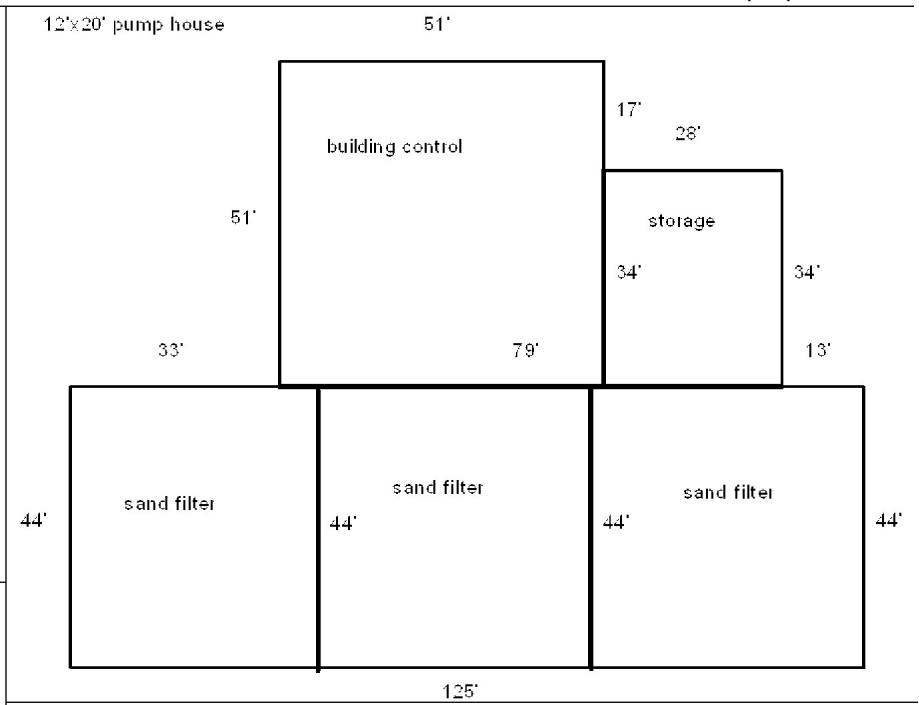 12'x20' pump house
51'
17'
28'
building control
51'
storage
34'
34'
33'
79'
13'
sand filter
sand filter
sand filter
44'
44'
44'
44'
125'